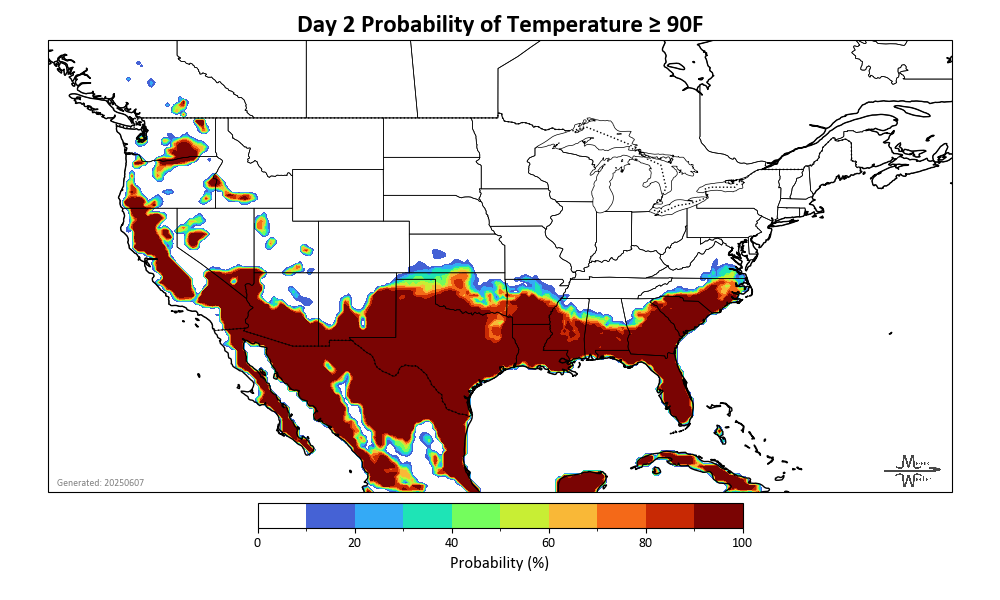 Day 2 Probability of Temperature ≥ 90F
Generated: 20250607
0 20 40 60 80 100
Probability (%)